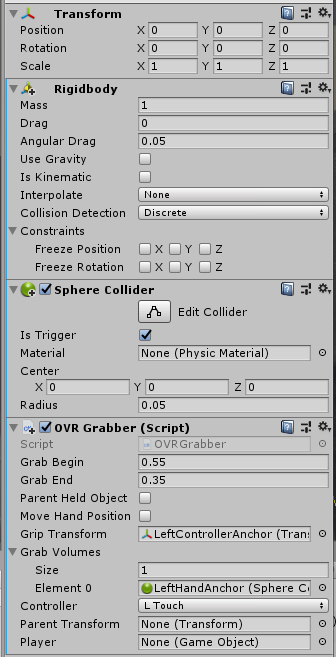 Transform
Position X 0 Y 0 Z 0
Rotation X 0 Y 0 Z 0
Scale X 1 Y 1 Z 1
Rigidbody
Mass 1
Drag 0
Angular Drag 0.05
Use Gravity
Is Kinematic
Interpolate None
Collision Detection Discrete
Constraints
Freeze Position X Y Z
Freeze Rotation X Y Z
Sphere Collider
Edit Collider
Is Trigger
Material None (Physic Material)
Center
X 0 Y 0 Z 0
Radius 0.05
OVR Grabber (Script)
Script OVRGrabber
Grab Begin 0.55
Grab End 0.35
Parent Held Object
Move Hand Position
Grip Transform LeftControllerAnchor (Tran
Grab Volumes
Size 1
Element 0 LeftHandAnchor (Sphere C
Controller L Touch
Parent Transform None (Transform)
Player None (Game Object)